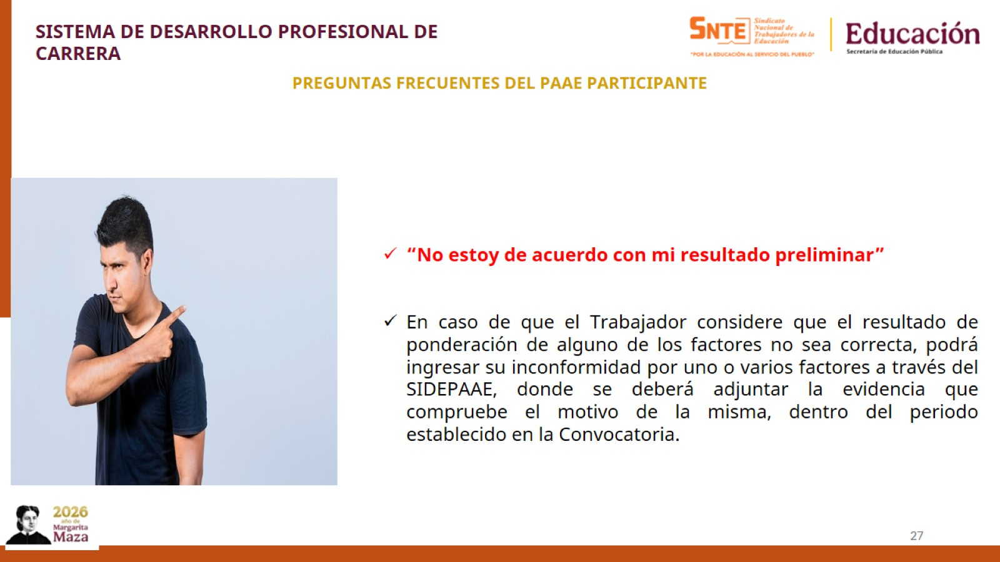 SISTEMA DE DESARROLLO PROFESIONAL DE
CARRERA
SNTE
Sindicato
Nacional de
Trabajadores de la
Educación
"POR LA EDUCACIÓN AL SERVICIO DEL PUEBLO"
Educación
Secretaría de Educación Pública
PREGUNTAS FRECUENTES DEL PAAE PARTICIPANTE
✓ “No estoy de acuerdo con mi resultado preliminar”
✓ En caso de que el Trabajador considere que el resultado de
ponderación de alguno de los factores no sea correcta, podrá
ingresar su inconformidad por uno o varios factores a través del
SIDEPAAE, donde se deberá adjuntar la evidencia que
compruebe el motivo de la misma, dentro del periodo
establecido en la Convocatoria.
2026
año de
Margarita
Maza
27